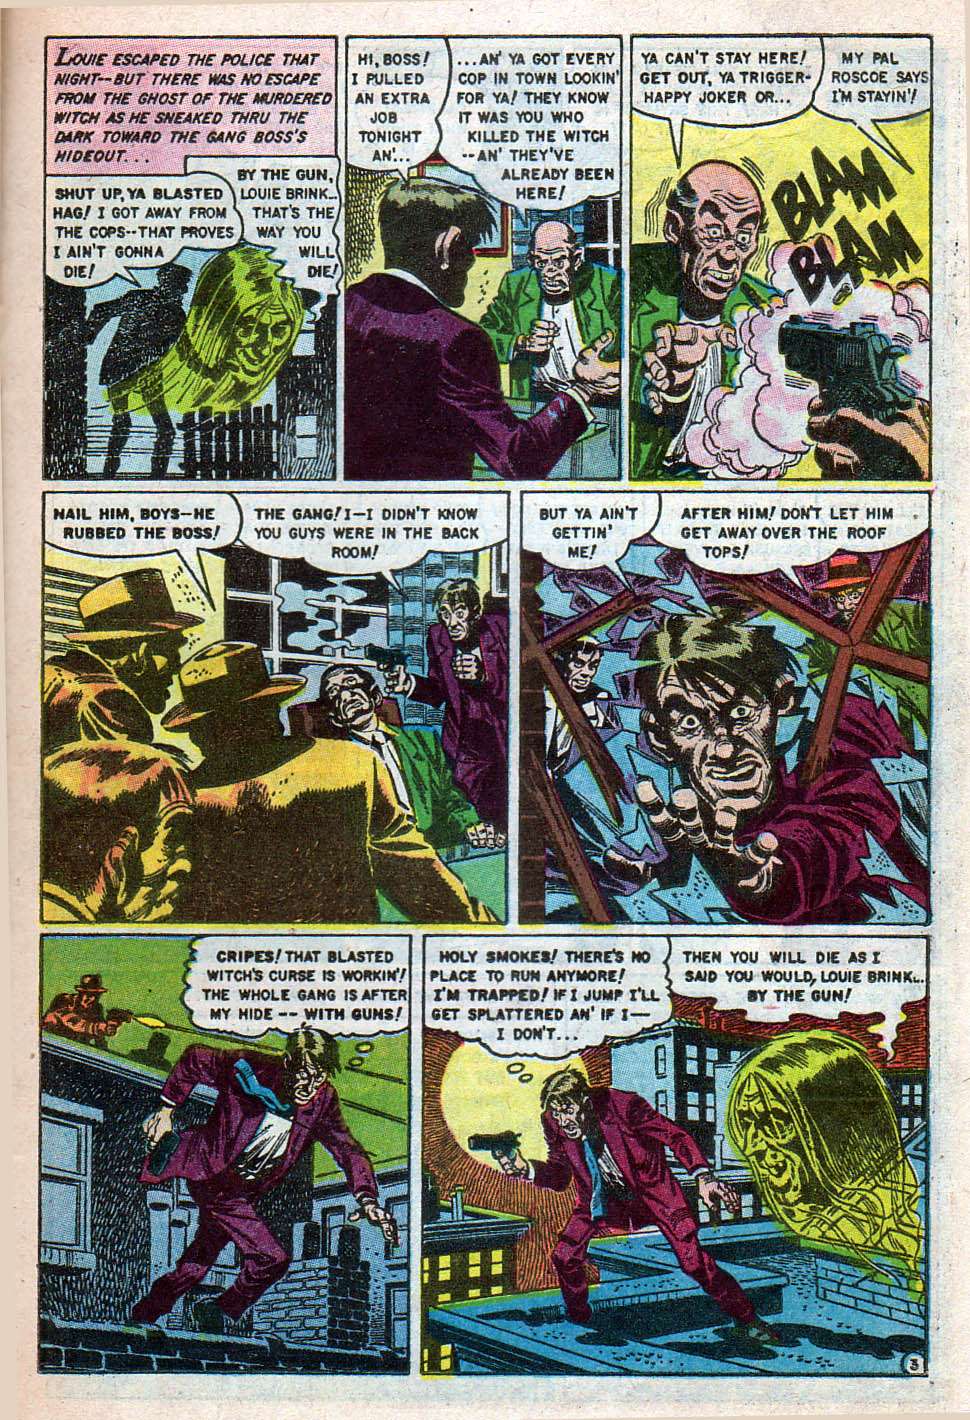 LOUIE ESCAPED THE POLICE THAT
NIGHT--BUT THERE WAS NO ESCAPE
FROM THE GHOST OF THE MURDERED
WITCH AS HE SNEAKED THRU THE
DARK TOWARD THE GANG BOSS'S
HIDEOUT...
SHUT UP, YA BLASTED
HAG! I GOT AWAY FROM
THE COPS--THAT PROVES
I AIN'T GONNA
DIE!
BY THE GUN,
LOUIE BRINK...
THAT'S THE
WAY YOU
WILL
DIE!
HI, BOSS!
I PULLED
AN EXTRA
JOB
TONIGHT
AN'...
...AN' YA GOT EVERY
COP IN TOWN LOOKIN'
FOR YA! THEY KNOW
IT WAS YOU WHO
KILLED THE WITCH
--AN' THEY'VE
ALREADY BEEN
HERE!
YA CAN'T STAY HERE!
GET OUT, YA TRIGGER-
HAPPY JOKER OR...
MY PAL
ROSCOE SAYS
I'M STAYIN'!
BLAM
BLAM
NAIL HIM, BOYS--HE
RUBBED THE BOSS!
THE GANG! I--I DIDN'T KNOW
YOU GUYS WERE IN THE BACK
ROOM!
BUT YA AIN'T
GETTIN'
ME!
AFTER HIM! DON'T LET HIM
GET AWAY OVER THE ROOF
TOPS!
CRIPES! THAT BLASTED
WITCH'S CURSE IS WORKIN'!
THE WHOLE GANG IS AFTER
MY HIDE -- WITH GUNS!
HOLY SMOKES! THERE'S NO
PLACE TO RUN ANYMORE!
I'M TRAPPED! IF I JUMP I'LL
GET SPLATTERED AN' IF I--
I DON'T...
THEN YOU WILL DIE AS I
SAID YOU WOULD, LOUIE BRINK...
BY THE GUN!
3